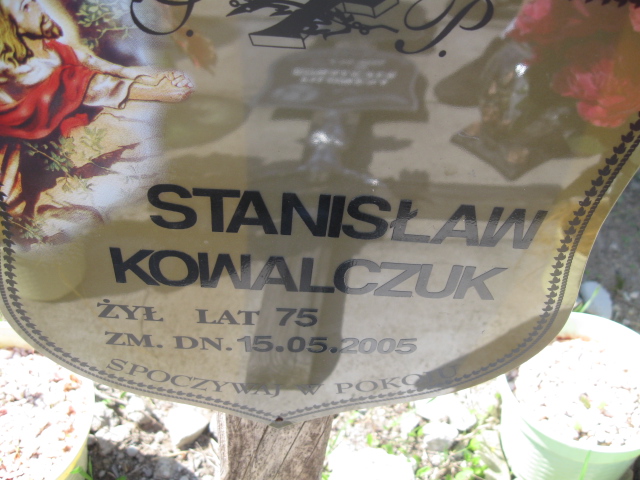 Ś. P.
STANISŁAW
KOWALCZUK
ŻYŁ LAT 75
ZM. DN. 15.05.2005
SPOCZYWAJ W POKOJU